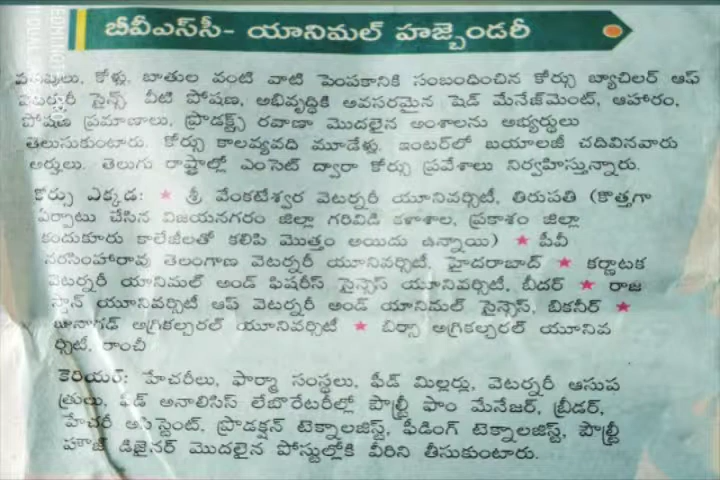 బీవీఎస్‌సీ- యానిమల్ హజ్బెండరీ
పశువులు, కోళ్లు, బాతుల వంటి వాటి పెంపకానికి సంబంధించిన కోర్సు బ్యాచిలర్ ఆఫ్
వెటర్నరీ సైన్స్ వీటి పోషణ, అభివృద్ధికి అవసరమైన షెడ్ మేనేజ్‌మెంట్, ఆహారం,
పోషణ ప్రమాణాలు, ప్రొడక్ట్స్ రవాణా మొదలైన అంశాలను అభ్యర్థులు
తెలుసుకుంటారు. కోర్సు కాలవ్యవధి మూడేళ్లు. ఇంటర్‌లో బయాలజీ చదివినవారు
అర్హులు. తెలుగు రాష్ట్రాల్లో ఎంసెట్ ద్వారా కోర్సు ప్రవేశాలు నిర్వహిస్తున్నారు.
కోర్సు ఎక్కడ: ★ శ్రీ వేంకటేశ్వర వెటర్నరీ యూనివర్సిటీ, తిరుపతి (కొత్తగా
ఏర్పాటు చేసిన విజయనగరం జిల్లా గరివిడి కళాశాల, ప్రకాశం జిల్లా
కందుకూరు కాలేజీలతో కలిపి మొత్తం అయిదు ఉన్నాయి) ★ పీవీ
నరసింహారావు తెలంగాణ వెటర్నరీ యూనివర్సిటీ, హైదరాబాద్ ★ కర్ణాటక
వెటర్నరీ యానిమల్ అండ్ ఫిషరీస్ సైన్సెస్ యూనివర్సిటీ, బీదర్ ★ రాజ
స్థాన్ యూనివర్సిటీ ఆఫ్ వెటర్నరీ అండ్ యానిమల్ సైన్సెస్, బికనీర్ ★
జునాగఢ్ అగ్రికల్చరల్ యూనివర్సిటీ ★ బిర్సా అగ్రికల్చరల్ యూనివ
ర్సిటీ, రాంచీ
కెరియర్: హేచరీలు, ఫార్మా సంస్థలు, ఫీడ్ మిల్లర్లు, వెటర్నరీ ఆసుప
త్రులు, ఫీడ్ అనాలిసిస్ లేబొరేటరీల్లో పౌల్ట్రీ ఫాం మేనేజర్, బ్రీడర్,
హేచరీ అసిస్టెంట్, ప్రొడక్షన్ టెక్నాలజిస్ట్, ఫీడింగ్ టెక్నాలజిస్ట్, పౌల్ట్రీ
హౌజ్ డిజైనర్ మొదలైన పోస్టుల్లోకి వీరిని తీసుకుంటారు.